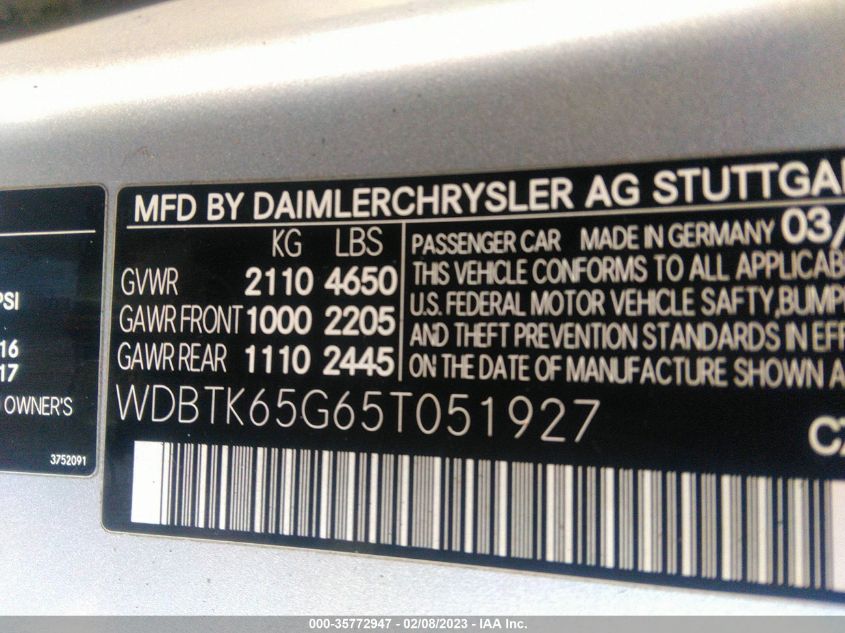 MFD BY DAIMLERCHRYSLER AG STUTTGA
KG LBS
GVWR 2110 4650
GAWR FRONT 1000 2205
GAWR REAR 1110 2445
PASSENGER CAR MADE IN GERMANY 03/
THIS VEHICLE CONFORMS TO ALL APPLICAB
U.S. FEDERAL MOTOR VEHICLE SAFTY,BUMP
AND THEFT PREVENTION STANDARDS IN EFF
ON THE DATE OF MANUFACTURE SHOWN A
WDBTK65G65T051927
PSI
16
17
OWNER'S
3752091
000-35772947 - 02/08/2023 - IAA Inc.